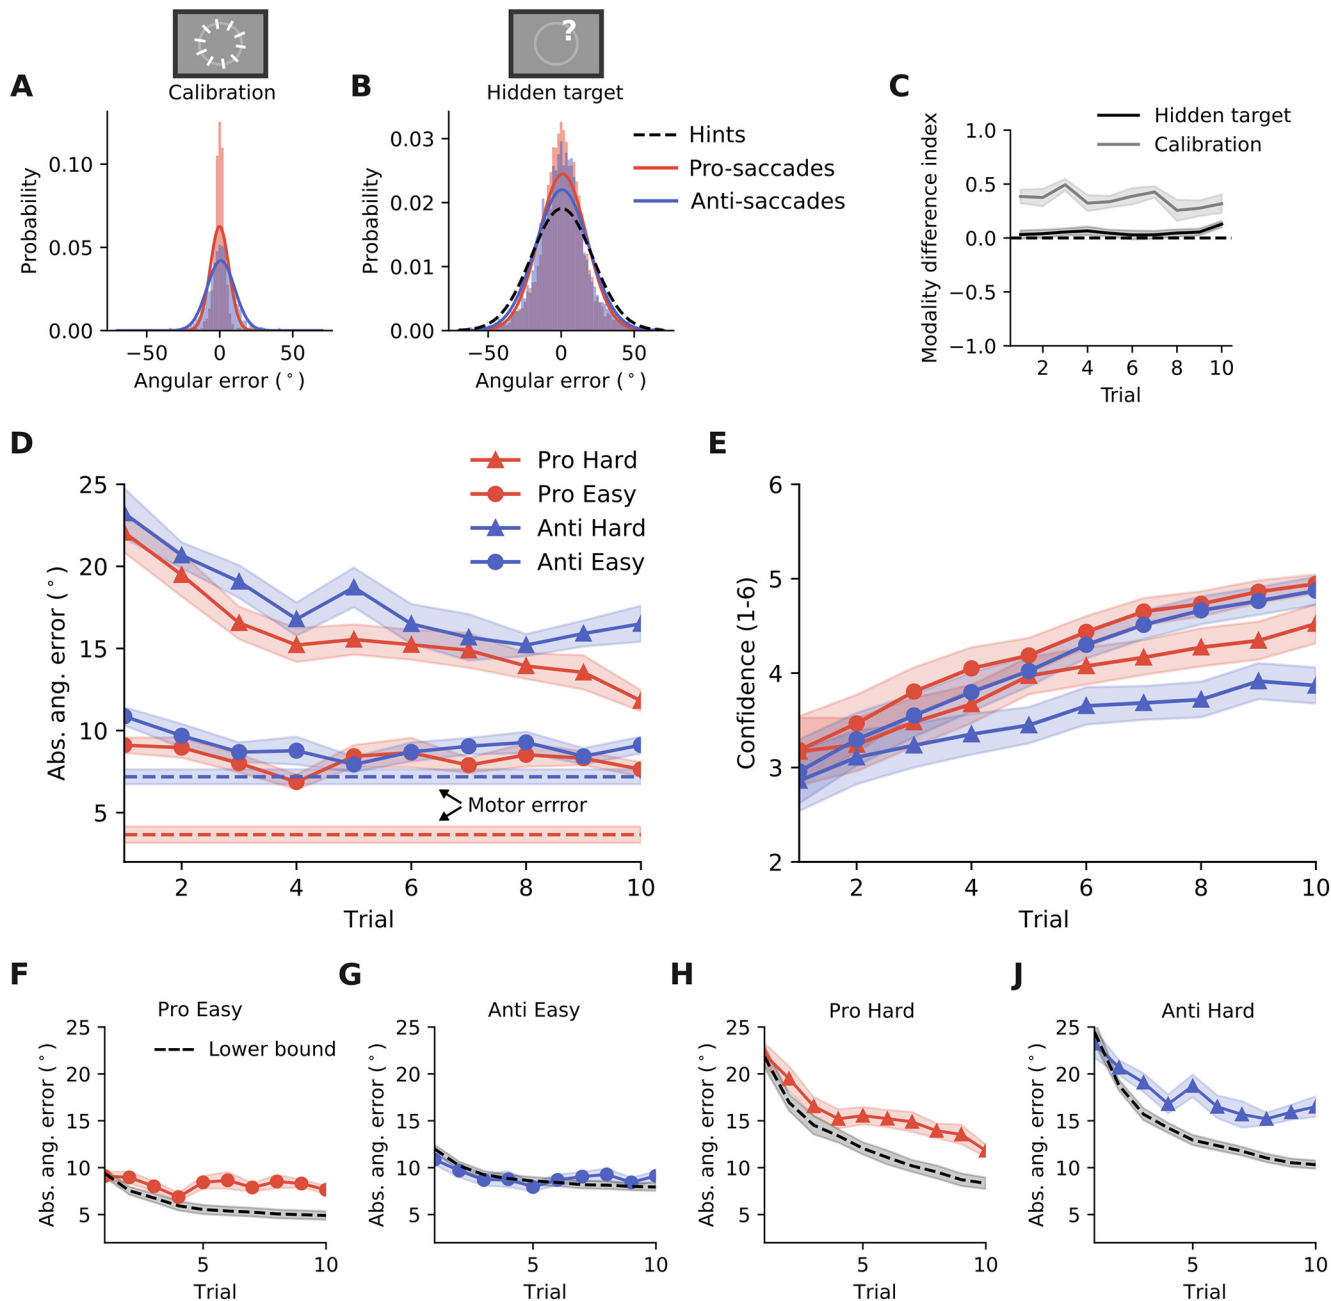 ?
A
Calibration
Probability
0.10
0.05
0.00
−50
0
50
Angular error (°)
B
Hidden target
Probability
0.03
0.02
0.01
0.00
−50
0
50
Angular error (°)
Hints
Pro-saccades
Anti-saccades
C
Hidden target
Calibration
Modality difference index
1.0
0.5
0.0
−0.5
−1.0
2
4
6
8
10
Trial
D
Pro Hard
Pro Easy
Anti Hard
Anti Easy
Abs. ang. error (°)
25
20
15
10
5
Motor errror
2
4
6
8
10
Trial
E
Confidence (1-6)
6
5
4
3
2
2
4
6
8
10
Trial
F
Pro Easy
Lower bound
Abs. ang. error (°)
25
20
15
10
5
5
10
Trial
G
Anti Easy
Abs. ang. error (°)
25
20
15
10
5
5
10
Trial
H
Pro Hard
Abs. ang. error (°)
25
20
15
10
5
5
10
Trial
J
Anti Hard
Abs. ang. error (°)
25
20
15
10
5
5
10
Trial